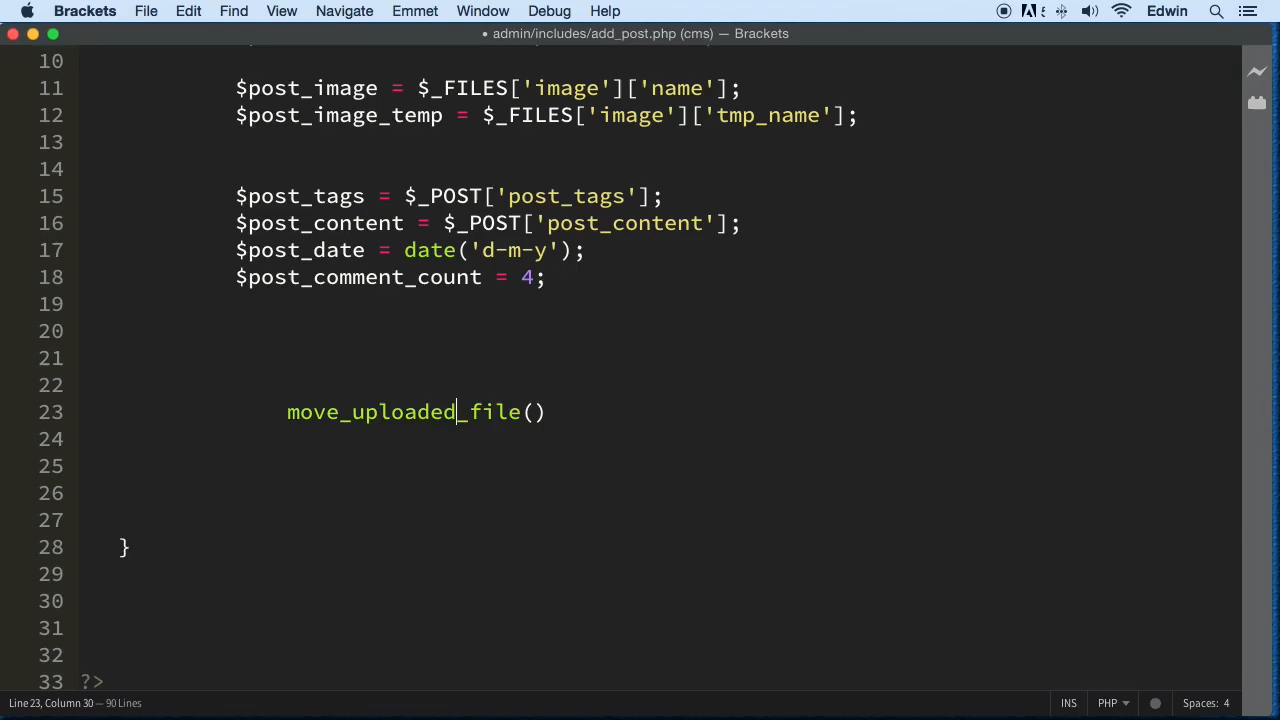 Brackets File Edit Find View Navigate Emmet Window Debug Help Edwin
admin/includes/add_post.php (cms) — Brackets
10
11 $post_image = $_FILES['image']['name'];
12 $post_image_temp = $_FILES['image']['tmp_name'];
13
14
15 $post_tags = $_POST['post_tags'];
16 $post_content = $_POST['post_content'];
17 $post_date = date('d-m-y');
18 $post_comment_count = 4;
19
20
21
22
23 move_uploaded_file()
24
25
26
27
28 }
29
30
31
32
33 ?>
Line 23, Column 30 — 90 Lines INS PHP Spaces: 4